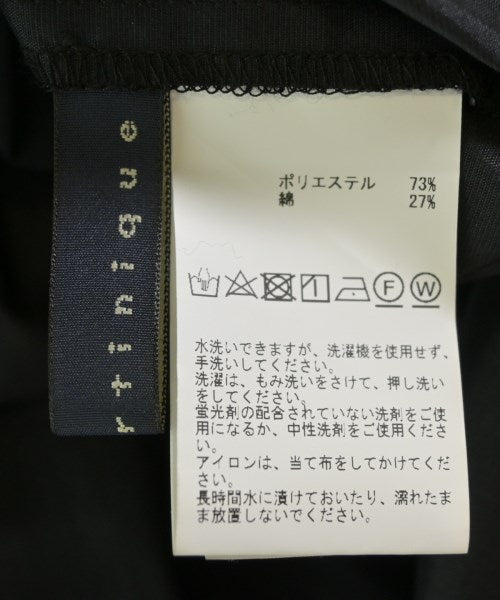 rtinique
ポリエステル 73%
綿 27%
F W
水洗いできますが、洗濯機を使用せず、
手洗いしてください。
洗濯は、もみ洗いをさけて、押し洗い
をしてください。
蛍光剤の配合されていない洗剤をご使
用になるか、中性洗剤をご使用くださ
い。
アイロンは、当て布をしてかけてくだ
さい。
長時間水に漬けておいたり、濡れたま
ま放置しないでください。